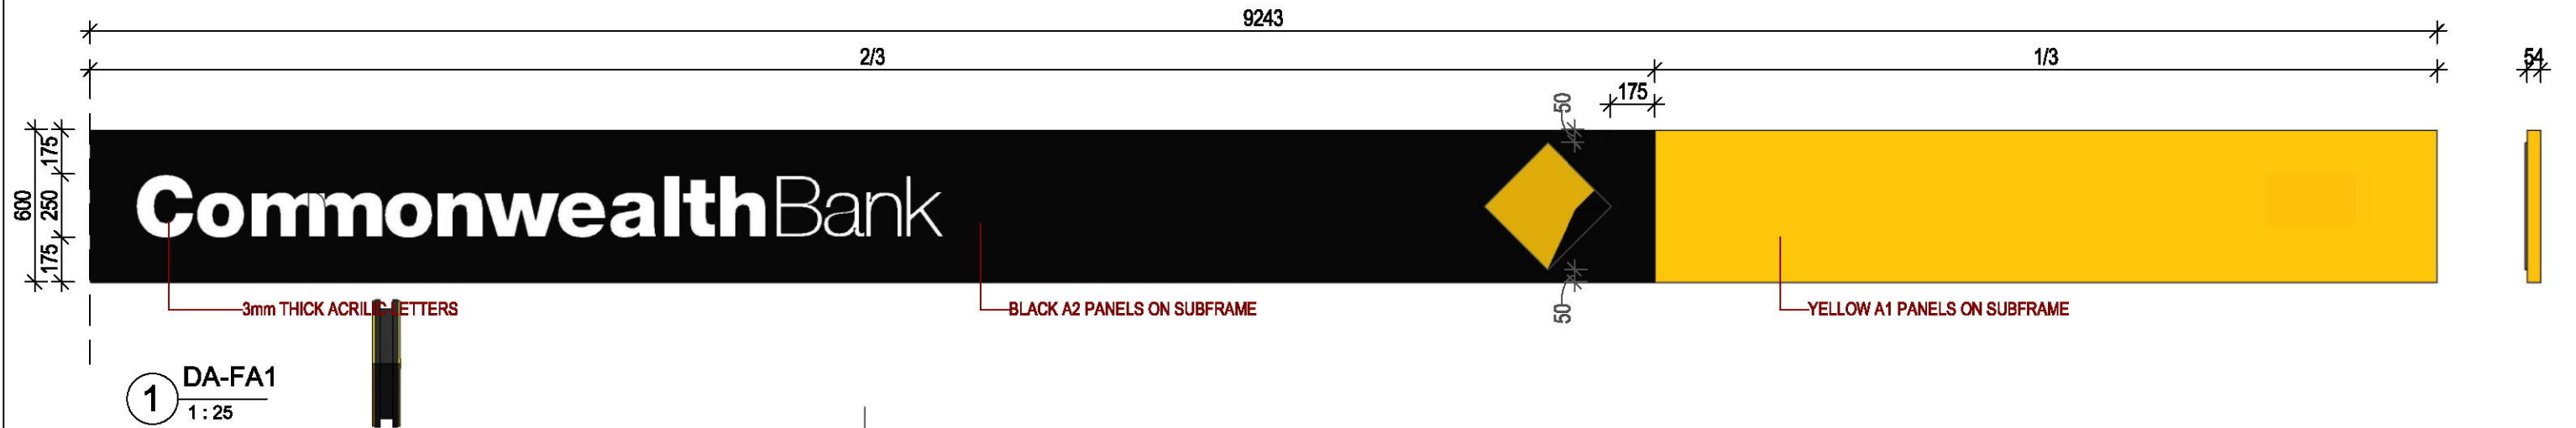 9243
2/3
1/3
54
175
50
600
175
250
175
CommonwealthBank
50
3mm THICK ACRILIC LETTERS
BLACK A2 PANELS ON SUBFRAME
YELLOW A1 PANELS ON SUBFRAME
1
DA-FA1
1 : 25